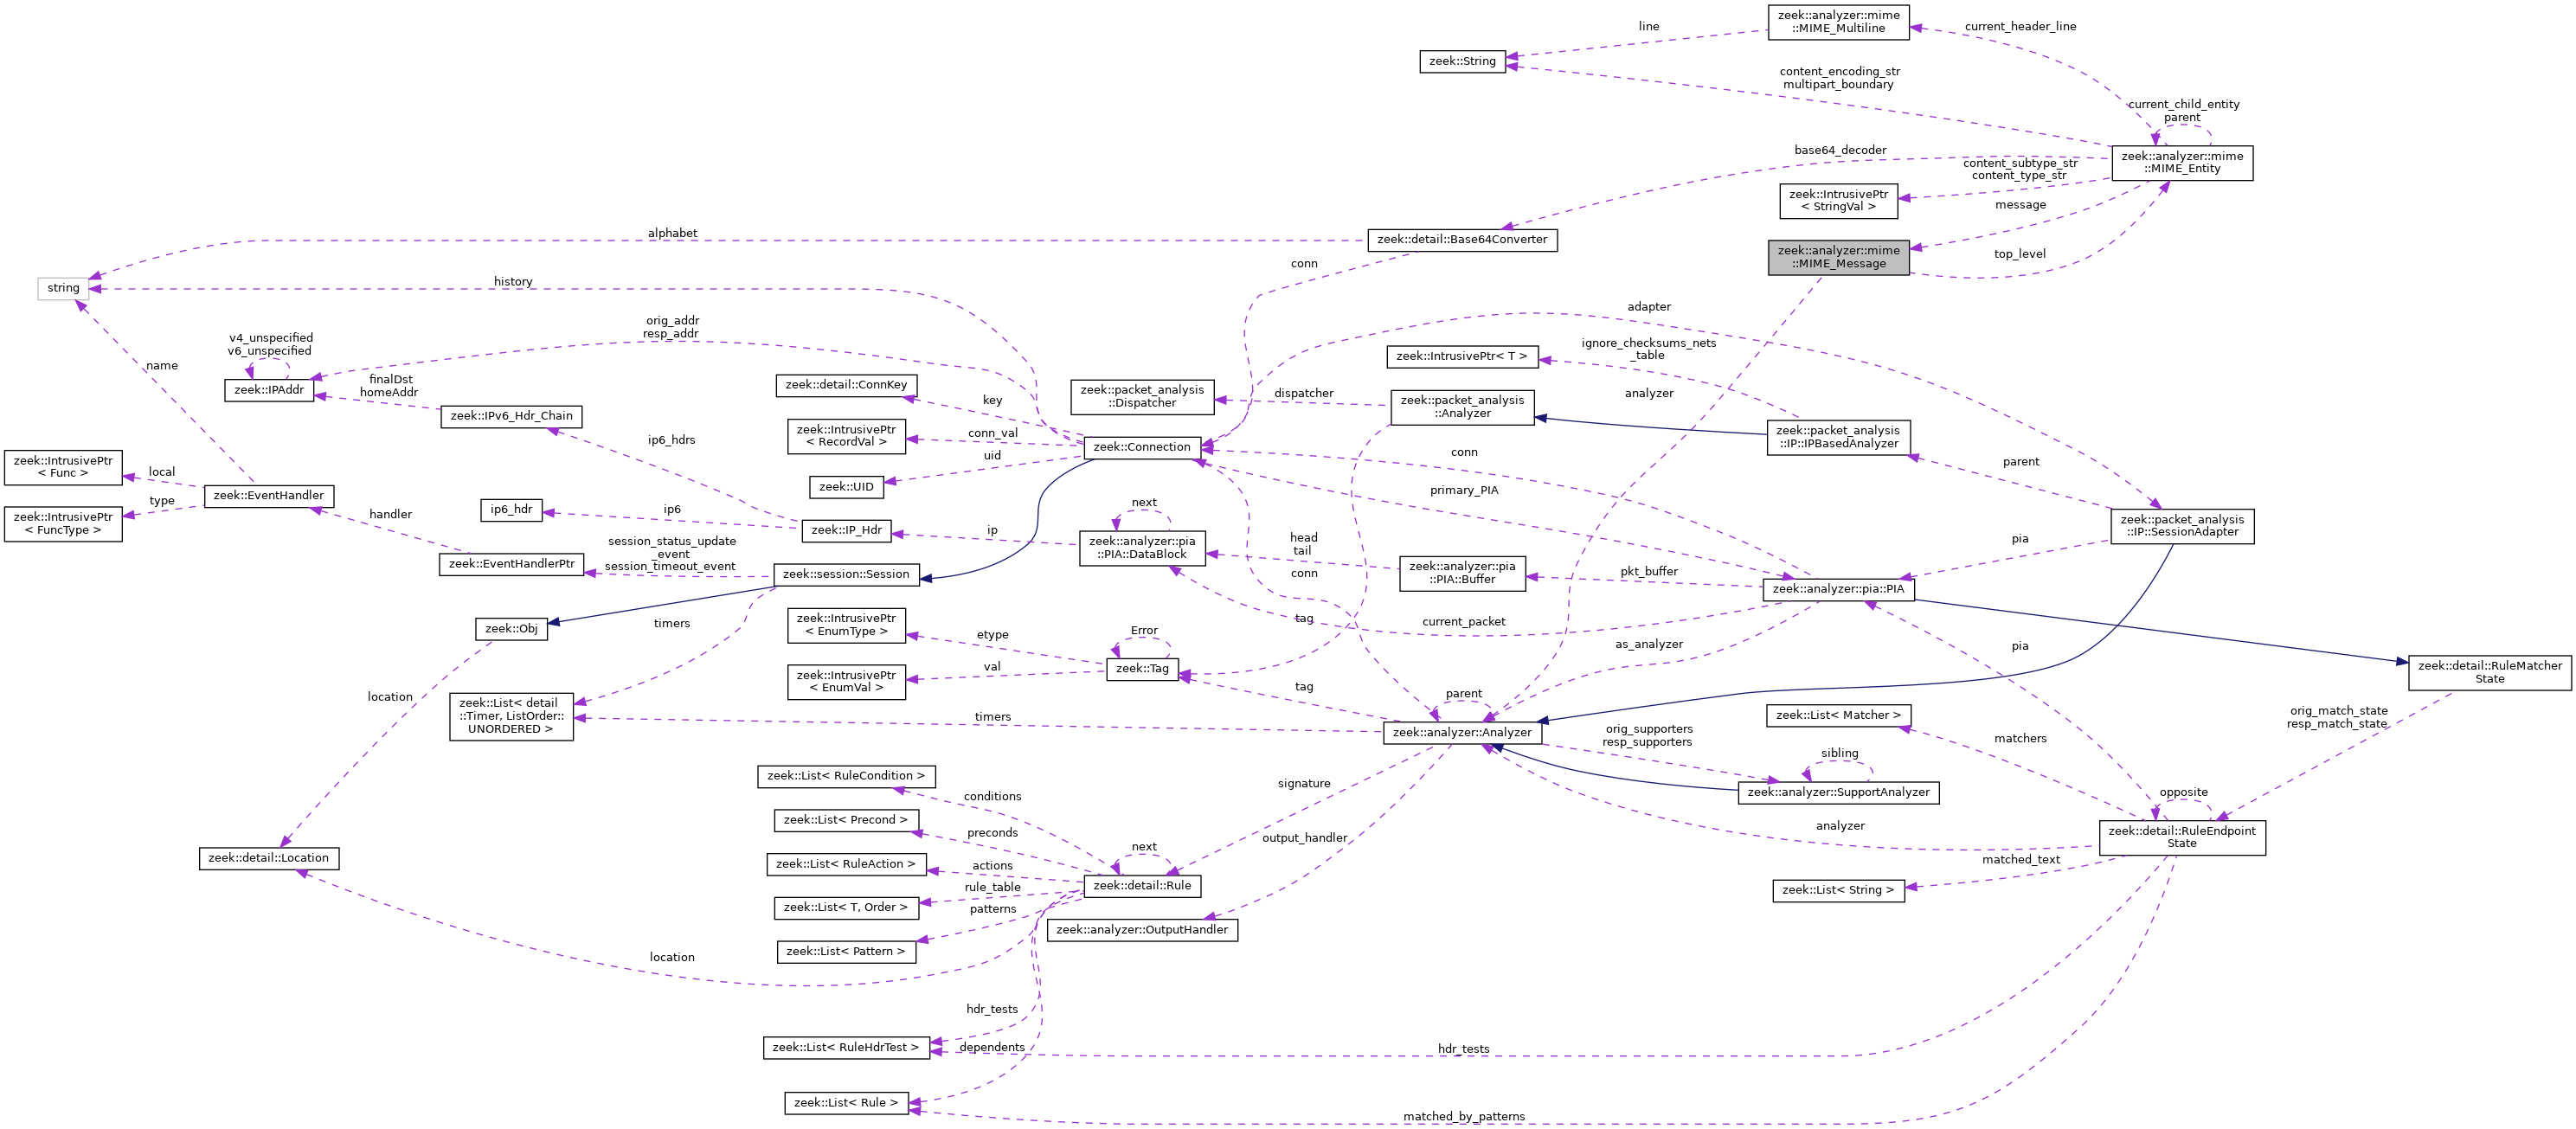 zeek::analyzer::mime
::MIME_Multiline
line
current_header_line
zeek::String
content_encoding_str
multipart_boundary
current_child_entity
parent
base64_decoder
zeek::analyzer::mime
::MIME_Entity
content_subtype_str
content_type_str
zeek::IntrusivePtr
< StringVal >
message
alphabet
zeek::detail::Base64Converter
zeek::analyzer::mime
::MIME_Message
top_level
conn
string
history
adapter
orig_addr
resp_addr
v4_unspecified
v6_unspecified
ignore_checksums_nets
_table
zeek::IntrusivePtr< T >
name
zeek::IPAddr
finalDst
homeAddr
zeek::detail::ConnKey
zeek::packet_analysis
::Dispatcher
dispatcher
zeek::packet_analysis
::Analyzer
analyzer
key
zeek::IPv6_Hdr_Chain
zeek::IntrusivePtr
< RecordVal >
conn_val
zeek::Connection
zeek::packet_analysis
::IP::IPBasedAnalyzer
ip6_hdrs
uid
conn
parent
zeek::IntrusivePtr
< Func >
local
zeek::UID
primary_PIA
zeek::EventHandler
type
zeek::IntrusivePtr
< FuncType >
handler
ip6_hdr
ip6
zeek::IP_Hdr
ip
next
zeek::analyzer::pia
::PIA::DataBlock
head
tail
zeek::packet_analysis
::IP::SessionAdapter
pia
session_status_update
_event
session_timeout_event
zeek::EventHandlerPtr
zeek::session::Session
conn
zeek::analyzer::pia
::PIA::Buffer
pkt_buffer
zeek::analyzer::pia::PIA
zeek::Obj
timers
zeek::IntrusivePtr
< EnumType >
etype
Error
tag
current_packet
as_analyzer
pia
zeek::IntrusivePtr
< EnumVal >
val
zeek::Tag
zeek::detail::RuleMatcher
State
location
zeek::List< detail
::Timer, ListOrder::
UNORDERED >
timers
tag
parent
zeek::analyzer::Analyzer
orig_supporters
resp_supporters
zeek::List< Matcher >
matchers
orig_match_state
resp_match_state
sibling
zeek::analyzer::SupportAnalyzer
opposite
zeek::List< RuleCondition >
conditions
signature
zeek::List< Precond >
preconds
output_handler
analyzer
zeek::detail::RuleEndpoint
State
zeek::detail::Location
zeek::List< RuleAction >
actions
next
zeek::detail::Rule
matched_text
zeek::List< String >
rule_table
zeek::List< T, Order >
patterns
zeek::analyzer::OutputHandler
zeek::List< Pattern >
location
hdr_tests
zeek::List< RuleHdrTest >
dependents
hdr_tests
zeek::List< Rule >
matched_by_patterns